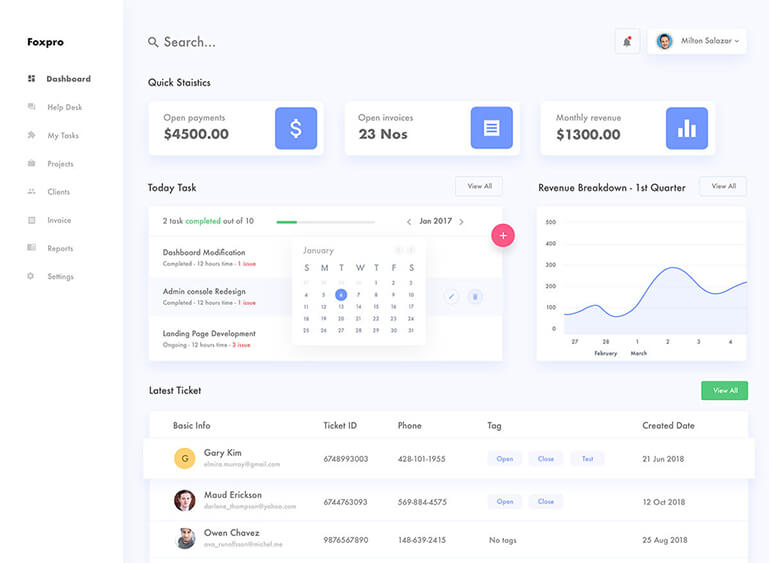 Foxpro
Search...
Milton Salazar
Dashboard
Help Desk
My Tasks
Projects
Clients
Invoice
Reports
Settings
Quick Staistics
Open payments
$4500.00
$
Open invoices
23 Nos
Monthly revenue
$1300.00
Today Task
View All
2 task completed out of 10
Jan 2017
+
Dashboard Modification
Completed - 12 hours time - 1 issue
Admin console Redesign
Completed - 12 hours time - 1 issue
Landing Page Development
Ongoing - 12 hours time - 3 issue
January
S M T W T F S
1 2 3
4 5 6 7 8 9 10
11 12 13 14 15 16 17
18 19 20 21 22 23 24
25 26 27 28 29 30 31
Revenue Breakdown - 1st Quarter
View All
500
400
300
200
100
0
27 28 1 2 3 4
February March
Latest Ticket
View All
Basic Info Ticket ID Phone Tag Created Date
G
Gary Kim
elmira.murray@gmail.com
6748993003 428-101-1955 Open Close Test 21 Jun 2018
Maud Erickson
darlene_thompson@yahoo.com
6744763093 569-884-4575 Open Close 12 Oct 2018
Owen Chavez
ava_runolfsson@michel.me
9876567890 148-639-2415 No tags 25 Aug 2018